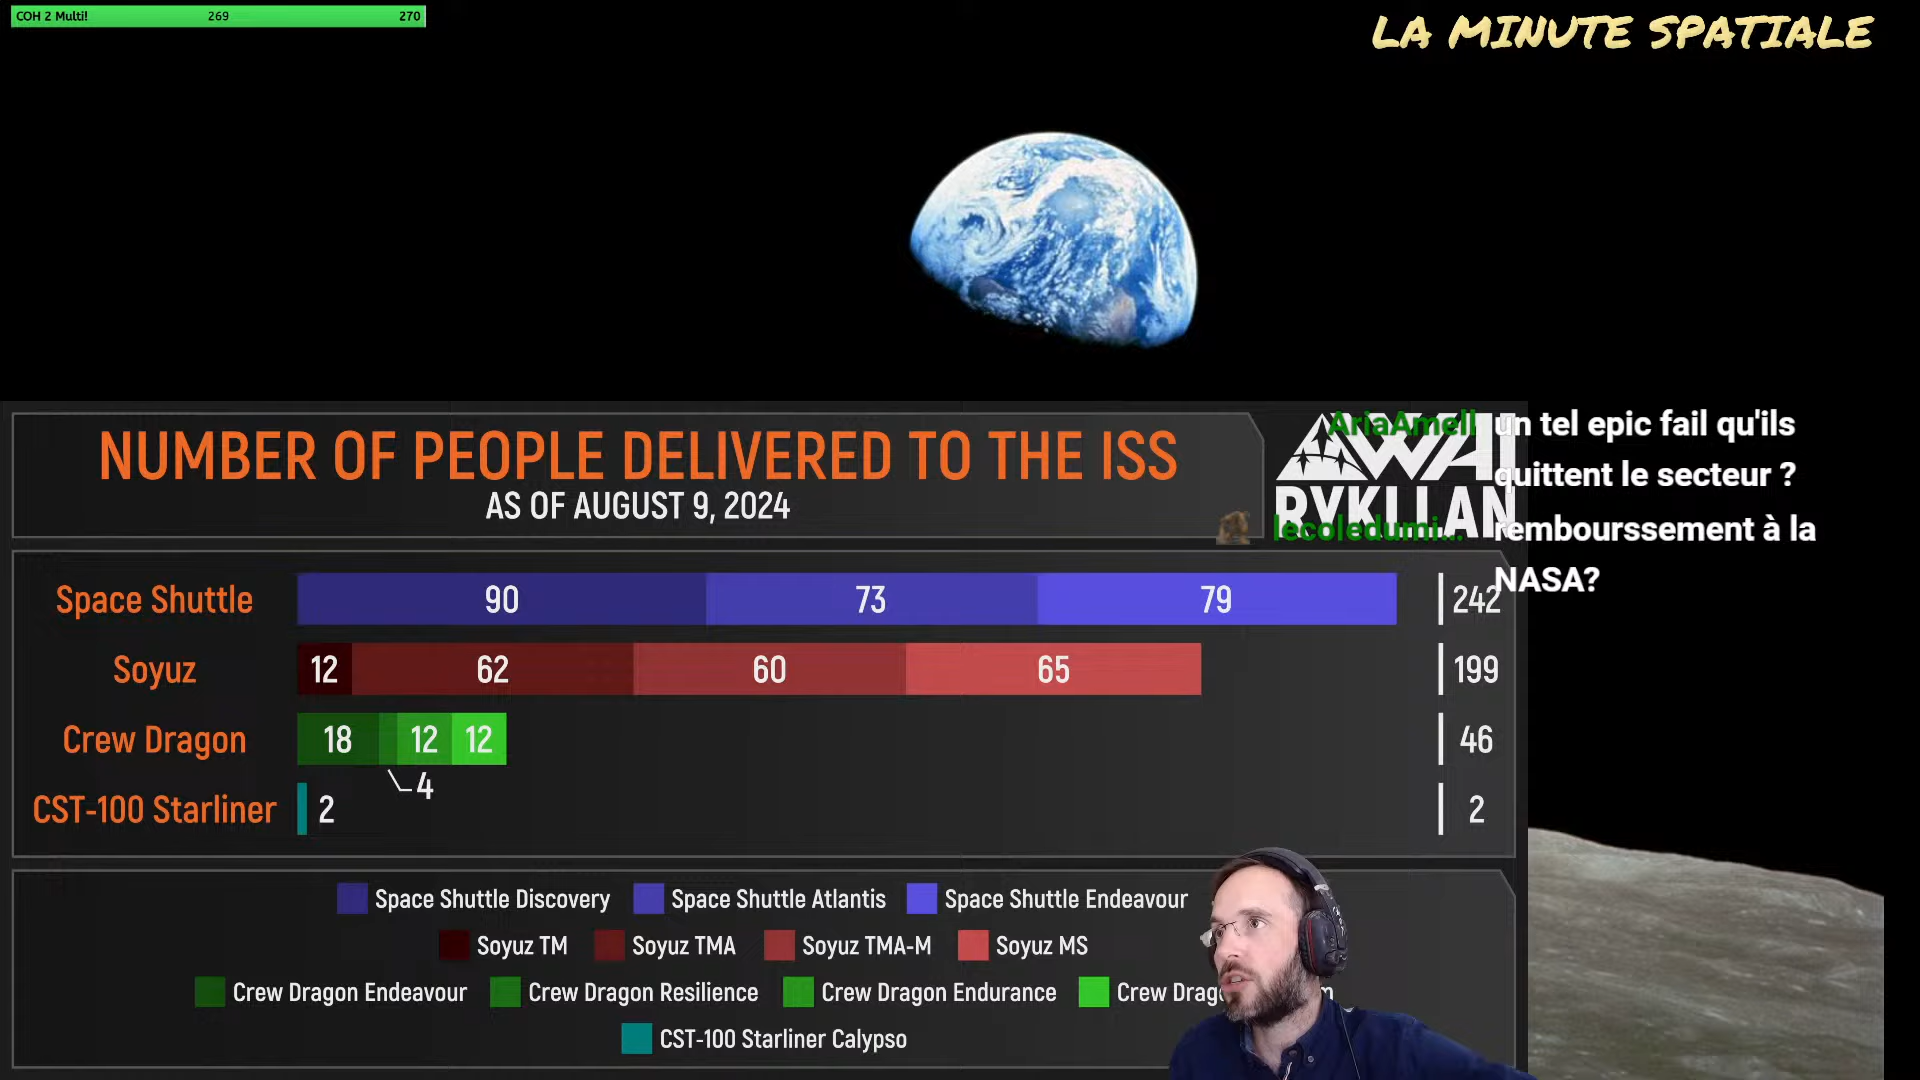 COH 2 Multi! 269 270
LA MINUTE SPATIALE
NUMBER OF PEOPLE DELIVERED TO THE ISS
AS OF AUGUST 9, 2024
AriaAmell un tel epic fail qu'ils
quittent le secteur ?
lecoledumi... rembourssement à la
NASA?
Space Shuttle 90 73 79 242
Soyuz 12 62 60 65 199
Crew Dragon 18 12 12 46
4
CST-100 Starliner 2 2
Space Shuttle Discovery Space Shuttle Atlantis Space Shuttle Endeavour
Soyuz TM Soyuz TMA Soyuz TMA-M Soyuz MS
Crew Dragon Endeavour Crew Dragon Resilience Crew Dragon Endurance Crew
CST-100 Starliner Calypso